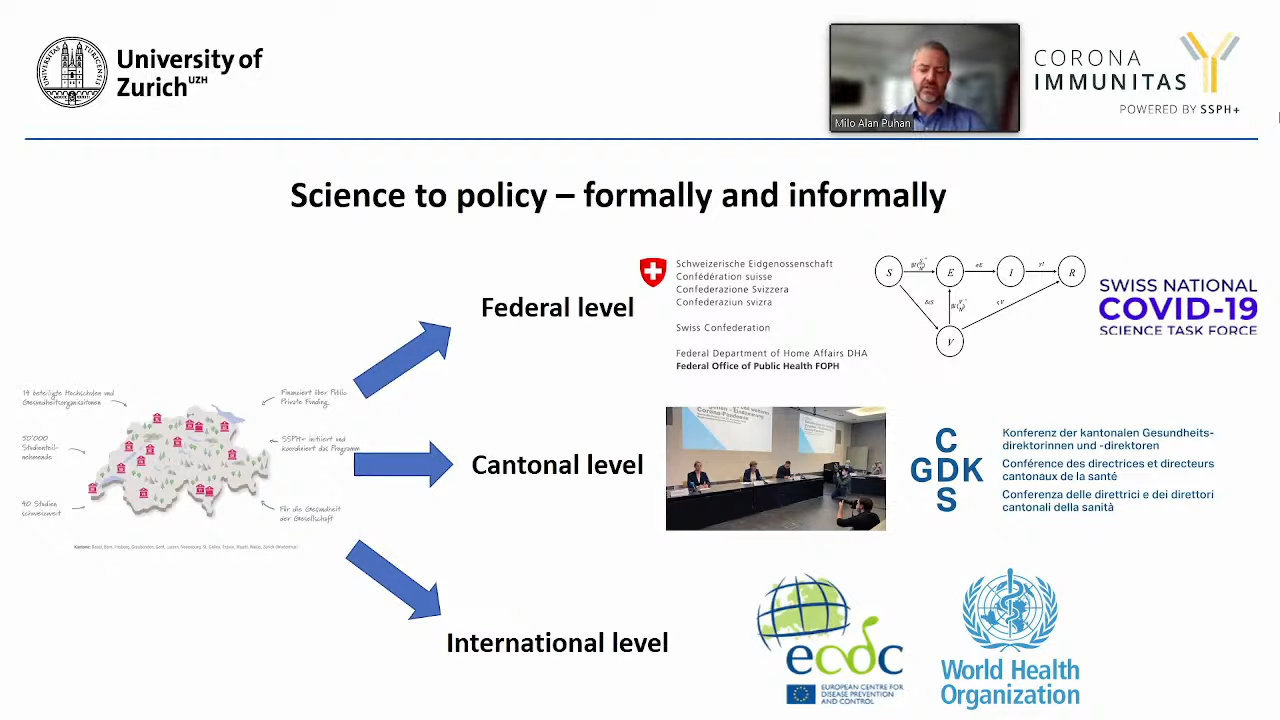 University of
Zurich UZH
Milo Alan Puhan
CORONA
IMMUNITAS
POWERED BY SSPH+
Science to policy – formally and informally
Federal level
Schweizerische Eidgenossenschaft
Confédération suisse
Confederazione Svizzera
Confederaziun svizra
Swiss Confederation
Federal Department of Home Affairs DHA
Federal Office of Public Health FOPH
S
E
I
R
V
SWISS NATIONAL
COVID-19
SCIENCE TASK FORCE
14 beteiligte Hochschulen und
Gesundheitsorganisationen
Finanziert über Public
Private Funding
50'000
Studienteil-
nehmende
SSPH+ initiiert und
koordiniert das Programm
40 Studien
schweizweit
Für die Gesundheit
der Gesellschaft
Cantonal level
Corona-Pandemie
C
GDK
S
Konferenz der kantonalen Gesundheits-
direktorinnen und -direktoren
Conférence des directrices et directeurs
cantonaux de la santé
Conferenza delle direttrici e dei direttori
cantonali della sanità
International level
ecdc
EUROPEAN CENTRE FOR
DISEASE PREVENTION
AND CONTROL
World Health
Organization